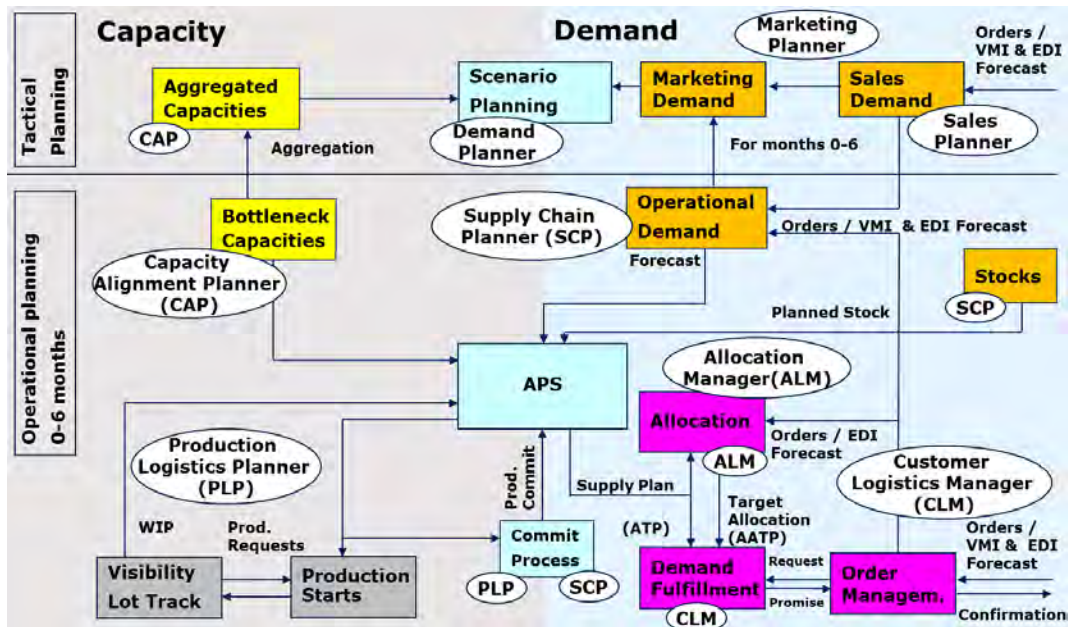 Capacity
Demand
Tactical
Planning
Operational planning
0-6 months
Marketing
Planner
Orders /
VMI & EDI
Forecast
Aggregated
Capacities
CAP
Scenario
Planning
Demand
Planner
Marketing
Demand
Sales
Demand
Sales
Planner
Aggregation
For months 0-6
Bottleneck
Capacities
Capacity
Alignment Planner
(CAP)
Supply Chain
Planner (SCP)
Operational
Demand
Orders / VMI & EDI Forecast
Forecast
Stocks
SCP
Planned Stock
APS
Allocation
Manager(ALM)
Allocation
ALM
Orders / EDI
Forecast
Production
Logistics Planner
(PLP)
Customer
Logistics Manager
(CLM)
Prod.
Commit
Supply Plan
WIP
Prod.
Requests
(ATP)
Target
Allocation
(AATP)
Orders /
VMI & EDI
Forecast
Visibility
Lot Track
Production
Starts
Commit
Process
PLP
SCP
Demand
Fulfillment
CLM
Request
Promise
Order
Managem.
Confirmation